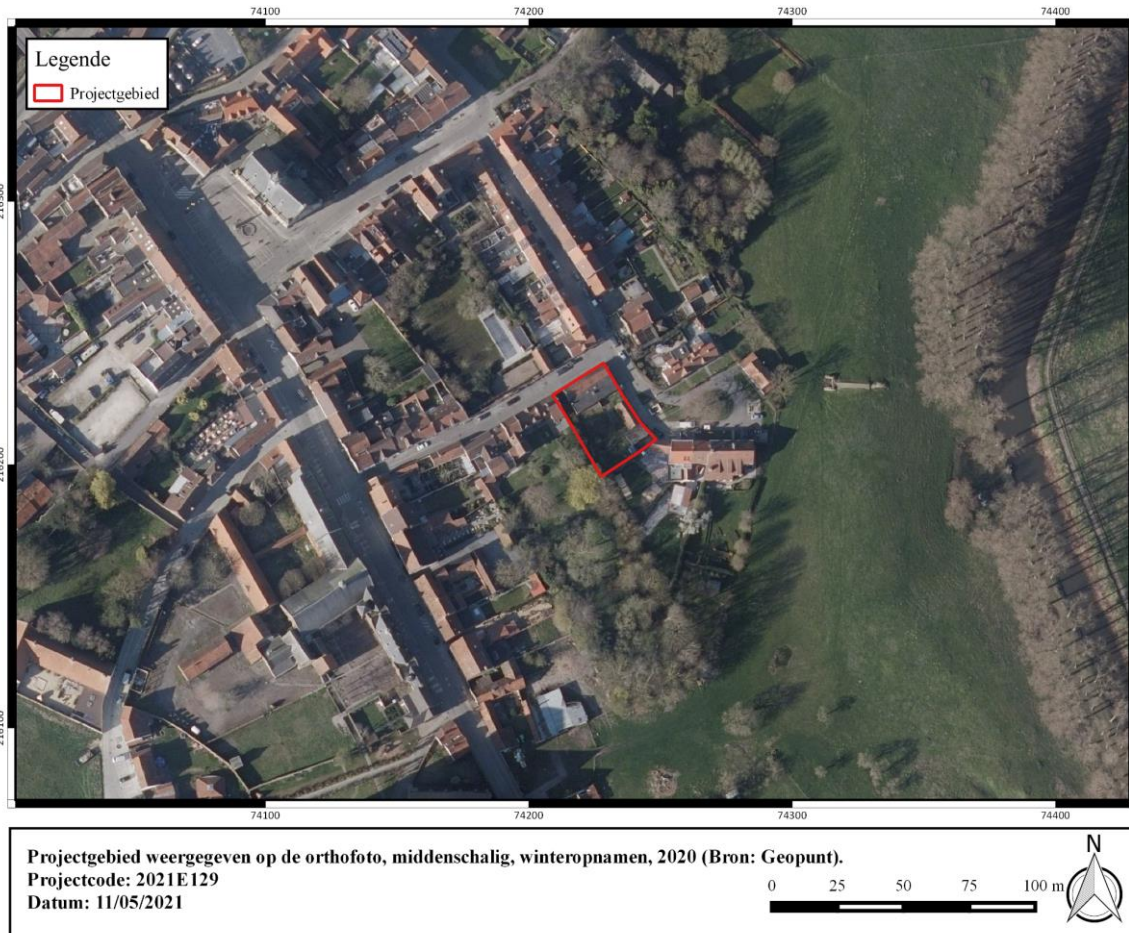 74100
74200
74300
74400
Legende
Projectgebied
74100
74200
74300
74400
Projectgebied weergegeven op de orthofoto, middenschalig, winteropnamen, 2020 (Bron: Geopunt).
Projectcode: 2021E129
Datum: 11/05/2021
0 25 50 75 100 m
N